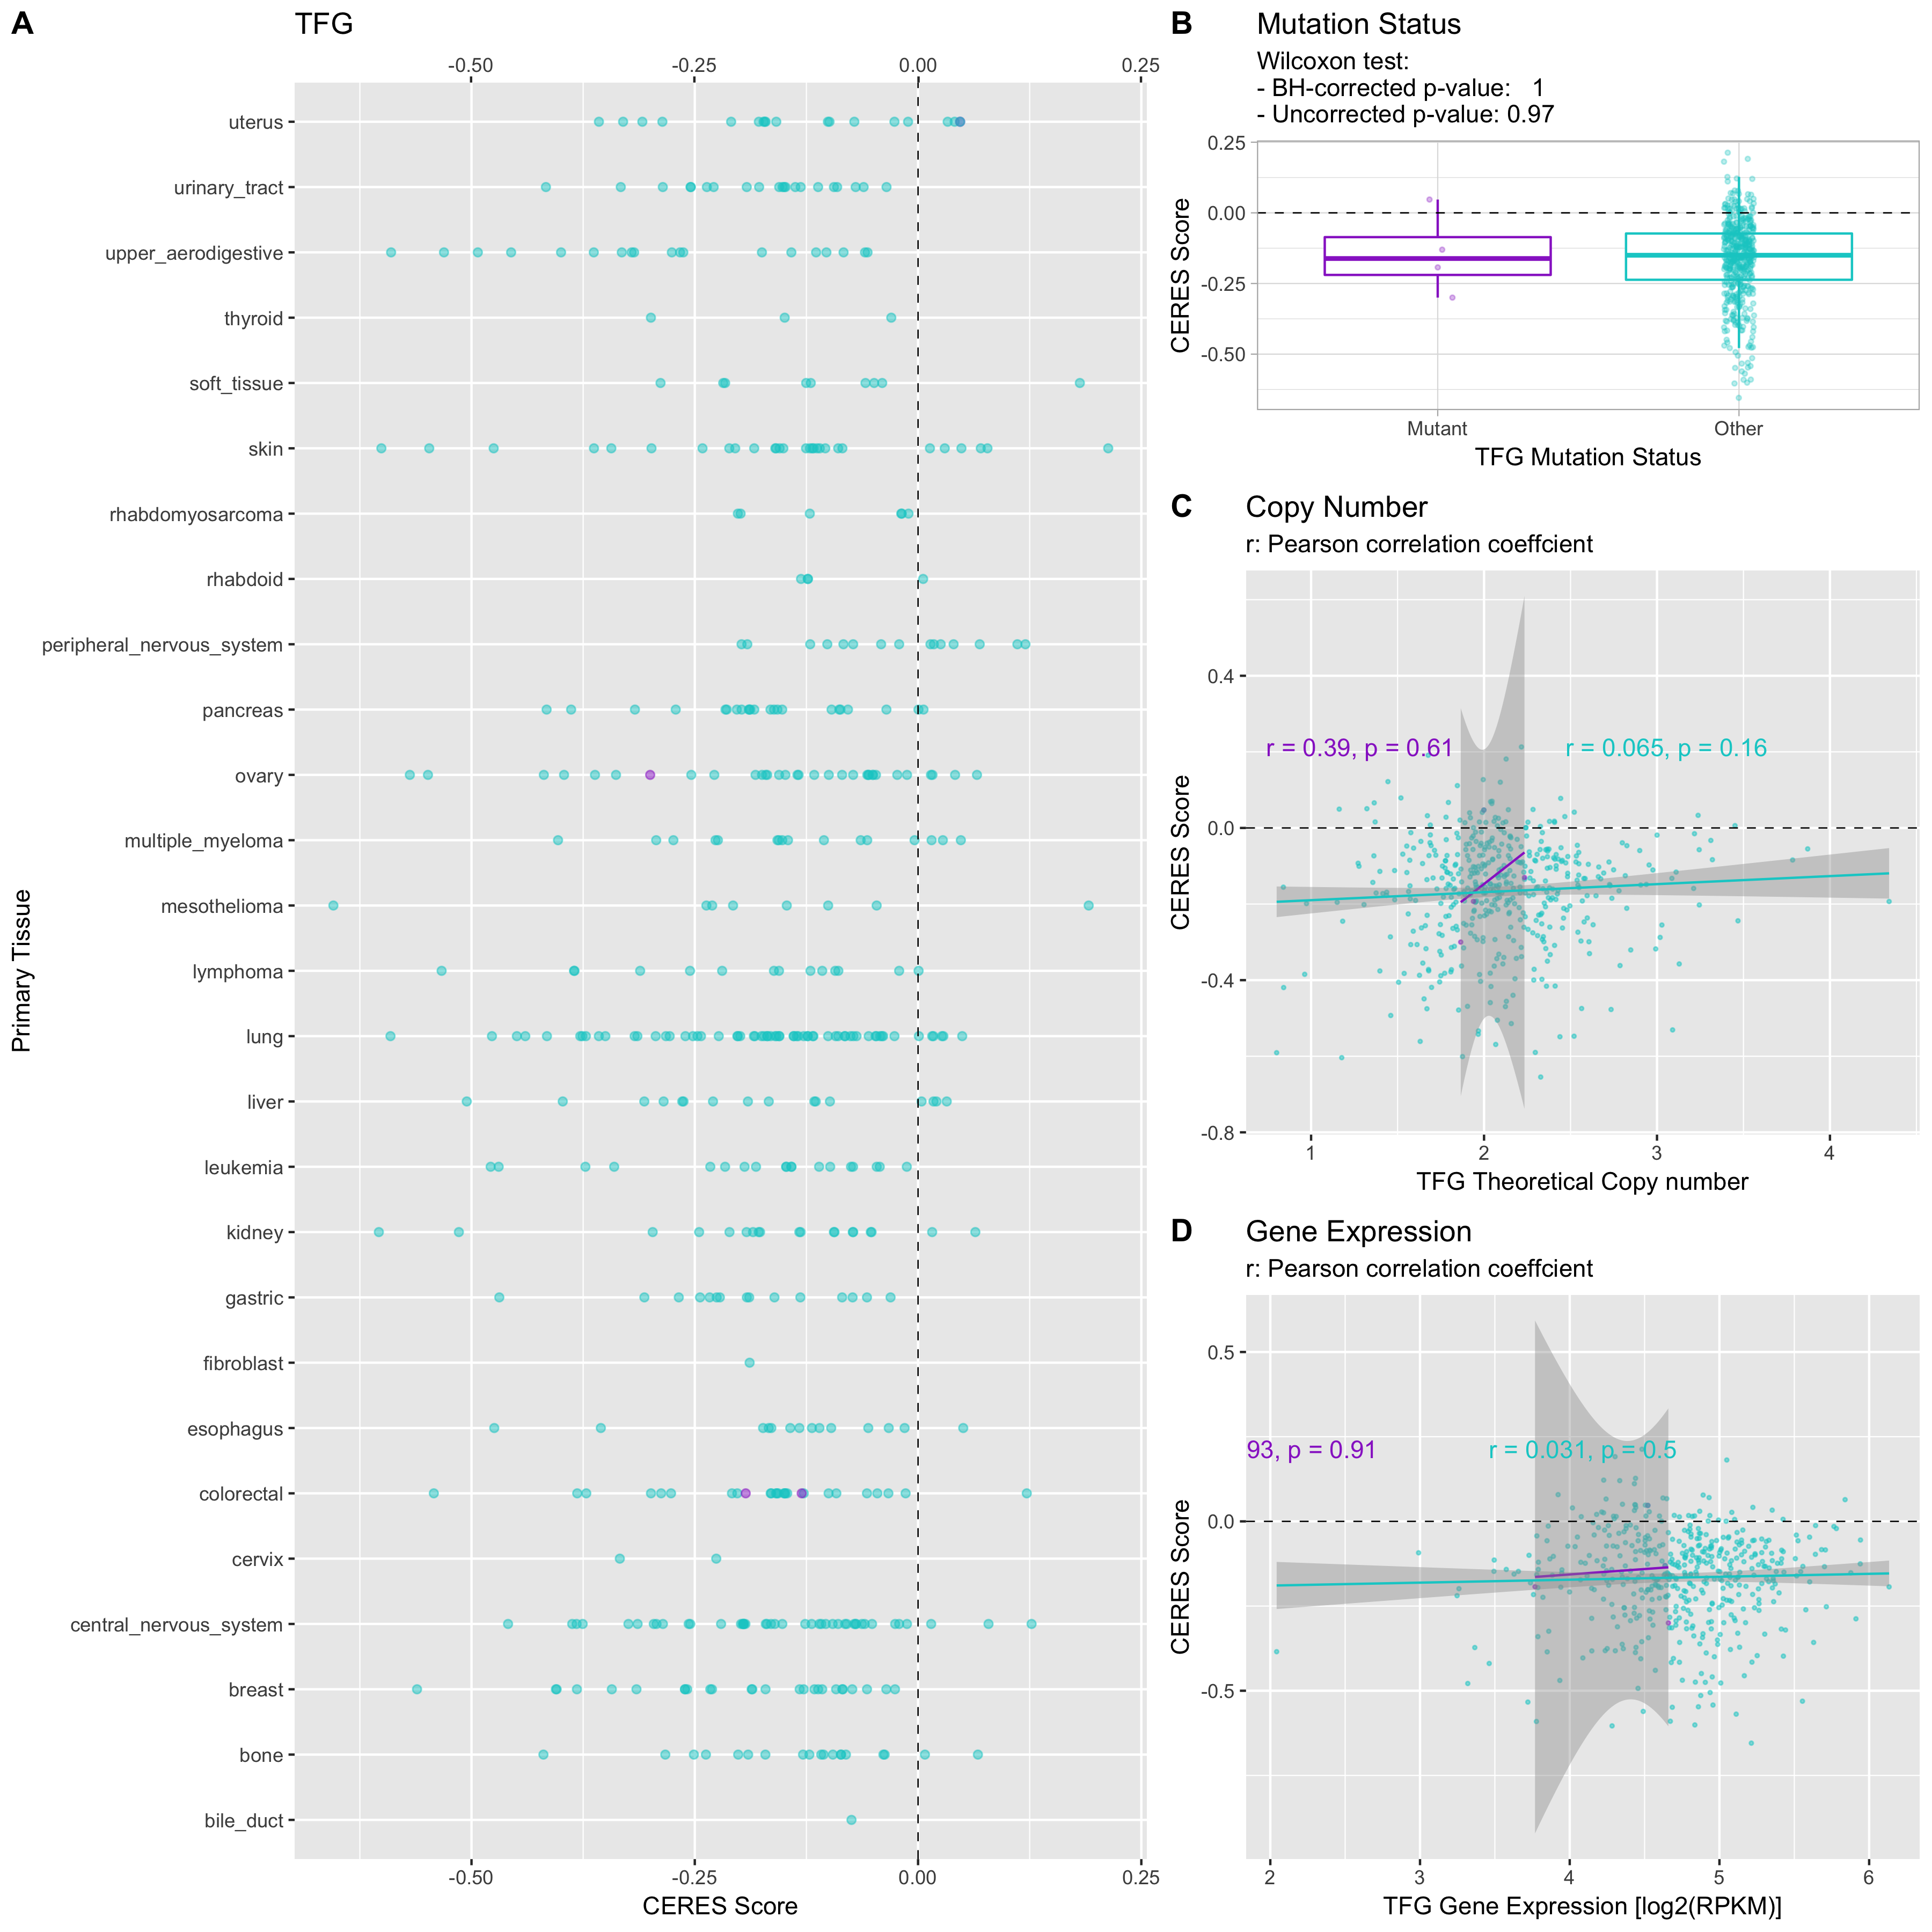 A
TFG
-0.50 -0.25 0.00 0.25
uterus
urinary_tract
upper_aerodigestive
thyroid
soft_tissue
skin
rhabdomyosarcoma
rhabdoid
peripheral_nervous_system
pancreas
ovary
multiple_myeloma
mesothelioma
lymphoma
lung
liver
leukemia
kidney
gastric
fibroblast
esophagus
colorectal
cervix
central_nervous_system
breast
bone
bile_duct
Primary Tissue
-0.50 -0.25 0.00 0.25
CERES Score
B
Mutation Status
Wilcoxon test:
- BH-corrected p-value: 1
- Uncorrected p-value: 0.97
0.25
0.00
-0.25
-0.50
CERES Score
Mutant Other
TFG Mutation Status
C
Copy Number
r: Pearson correlation coeffcient
r = 0.39, p = 0.61 r = 0.065, p = 0.16
0.4
0.0
-0.4
-0.8
CERES Score
1 2 3 4
TFG Theoretical Copy number
D
Gene Expression
r: Pearson correlation coeffcient
93, p = 0.91 r = 0.031, p = 0.5
0.5
0.0
-0.5
CERES Score
2 3 4 5 6
TFG Gene Expression [log2(RPKM)]